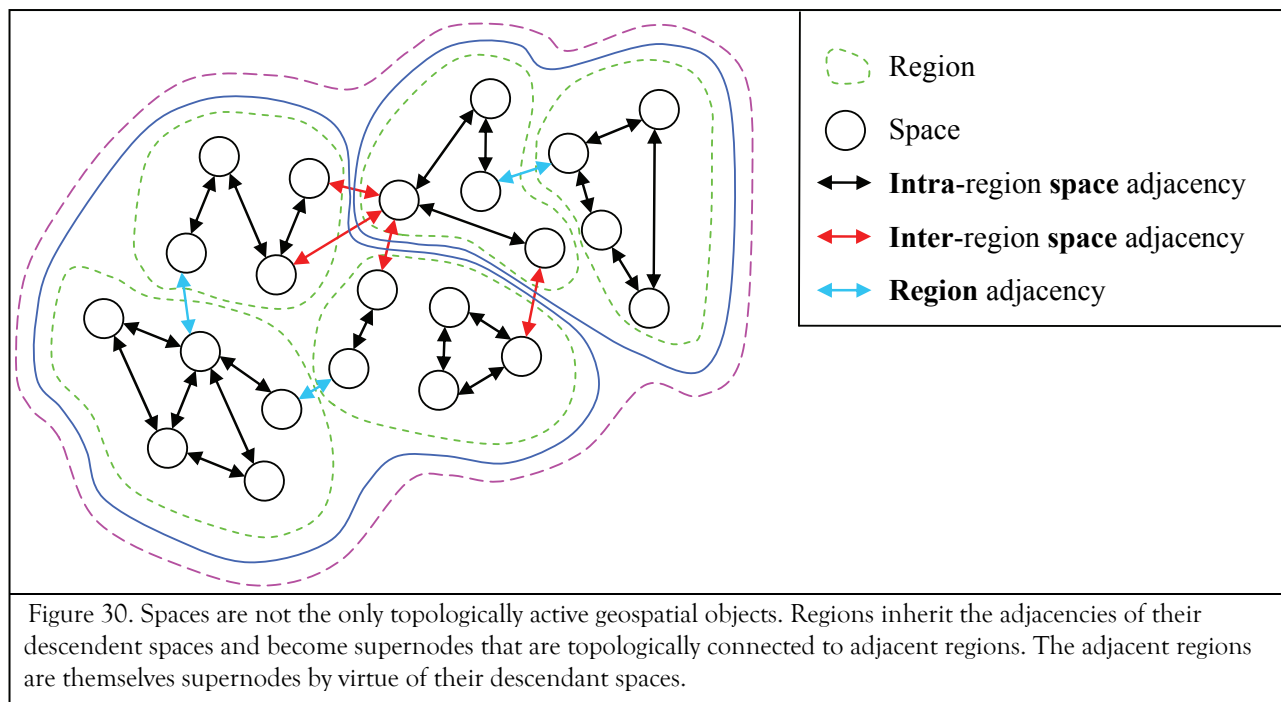 Region
Space
Intra-region space adjacency
Inter-region space adjacency
Region adjacency
Figure 30. Spaces are not the only topologically active geospatial objects. Regions inherit the adjacencies of their
descendent spaces and become supernodes that are topologically connected to adjacent regions. The adjacent regions
are themselves supernodes by virtue of their descendant spaces.